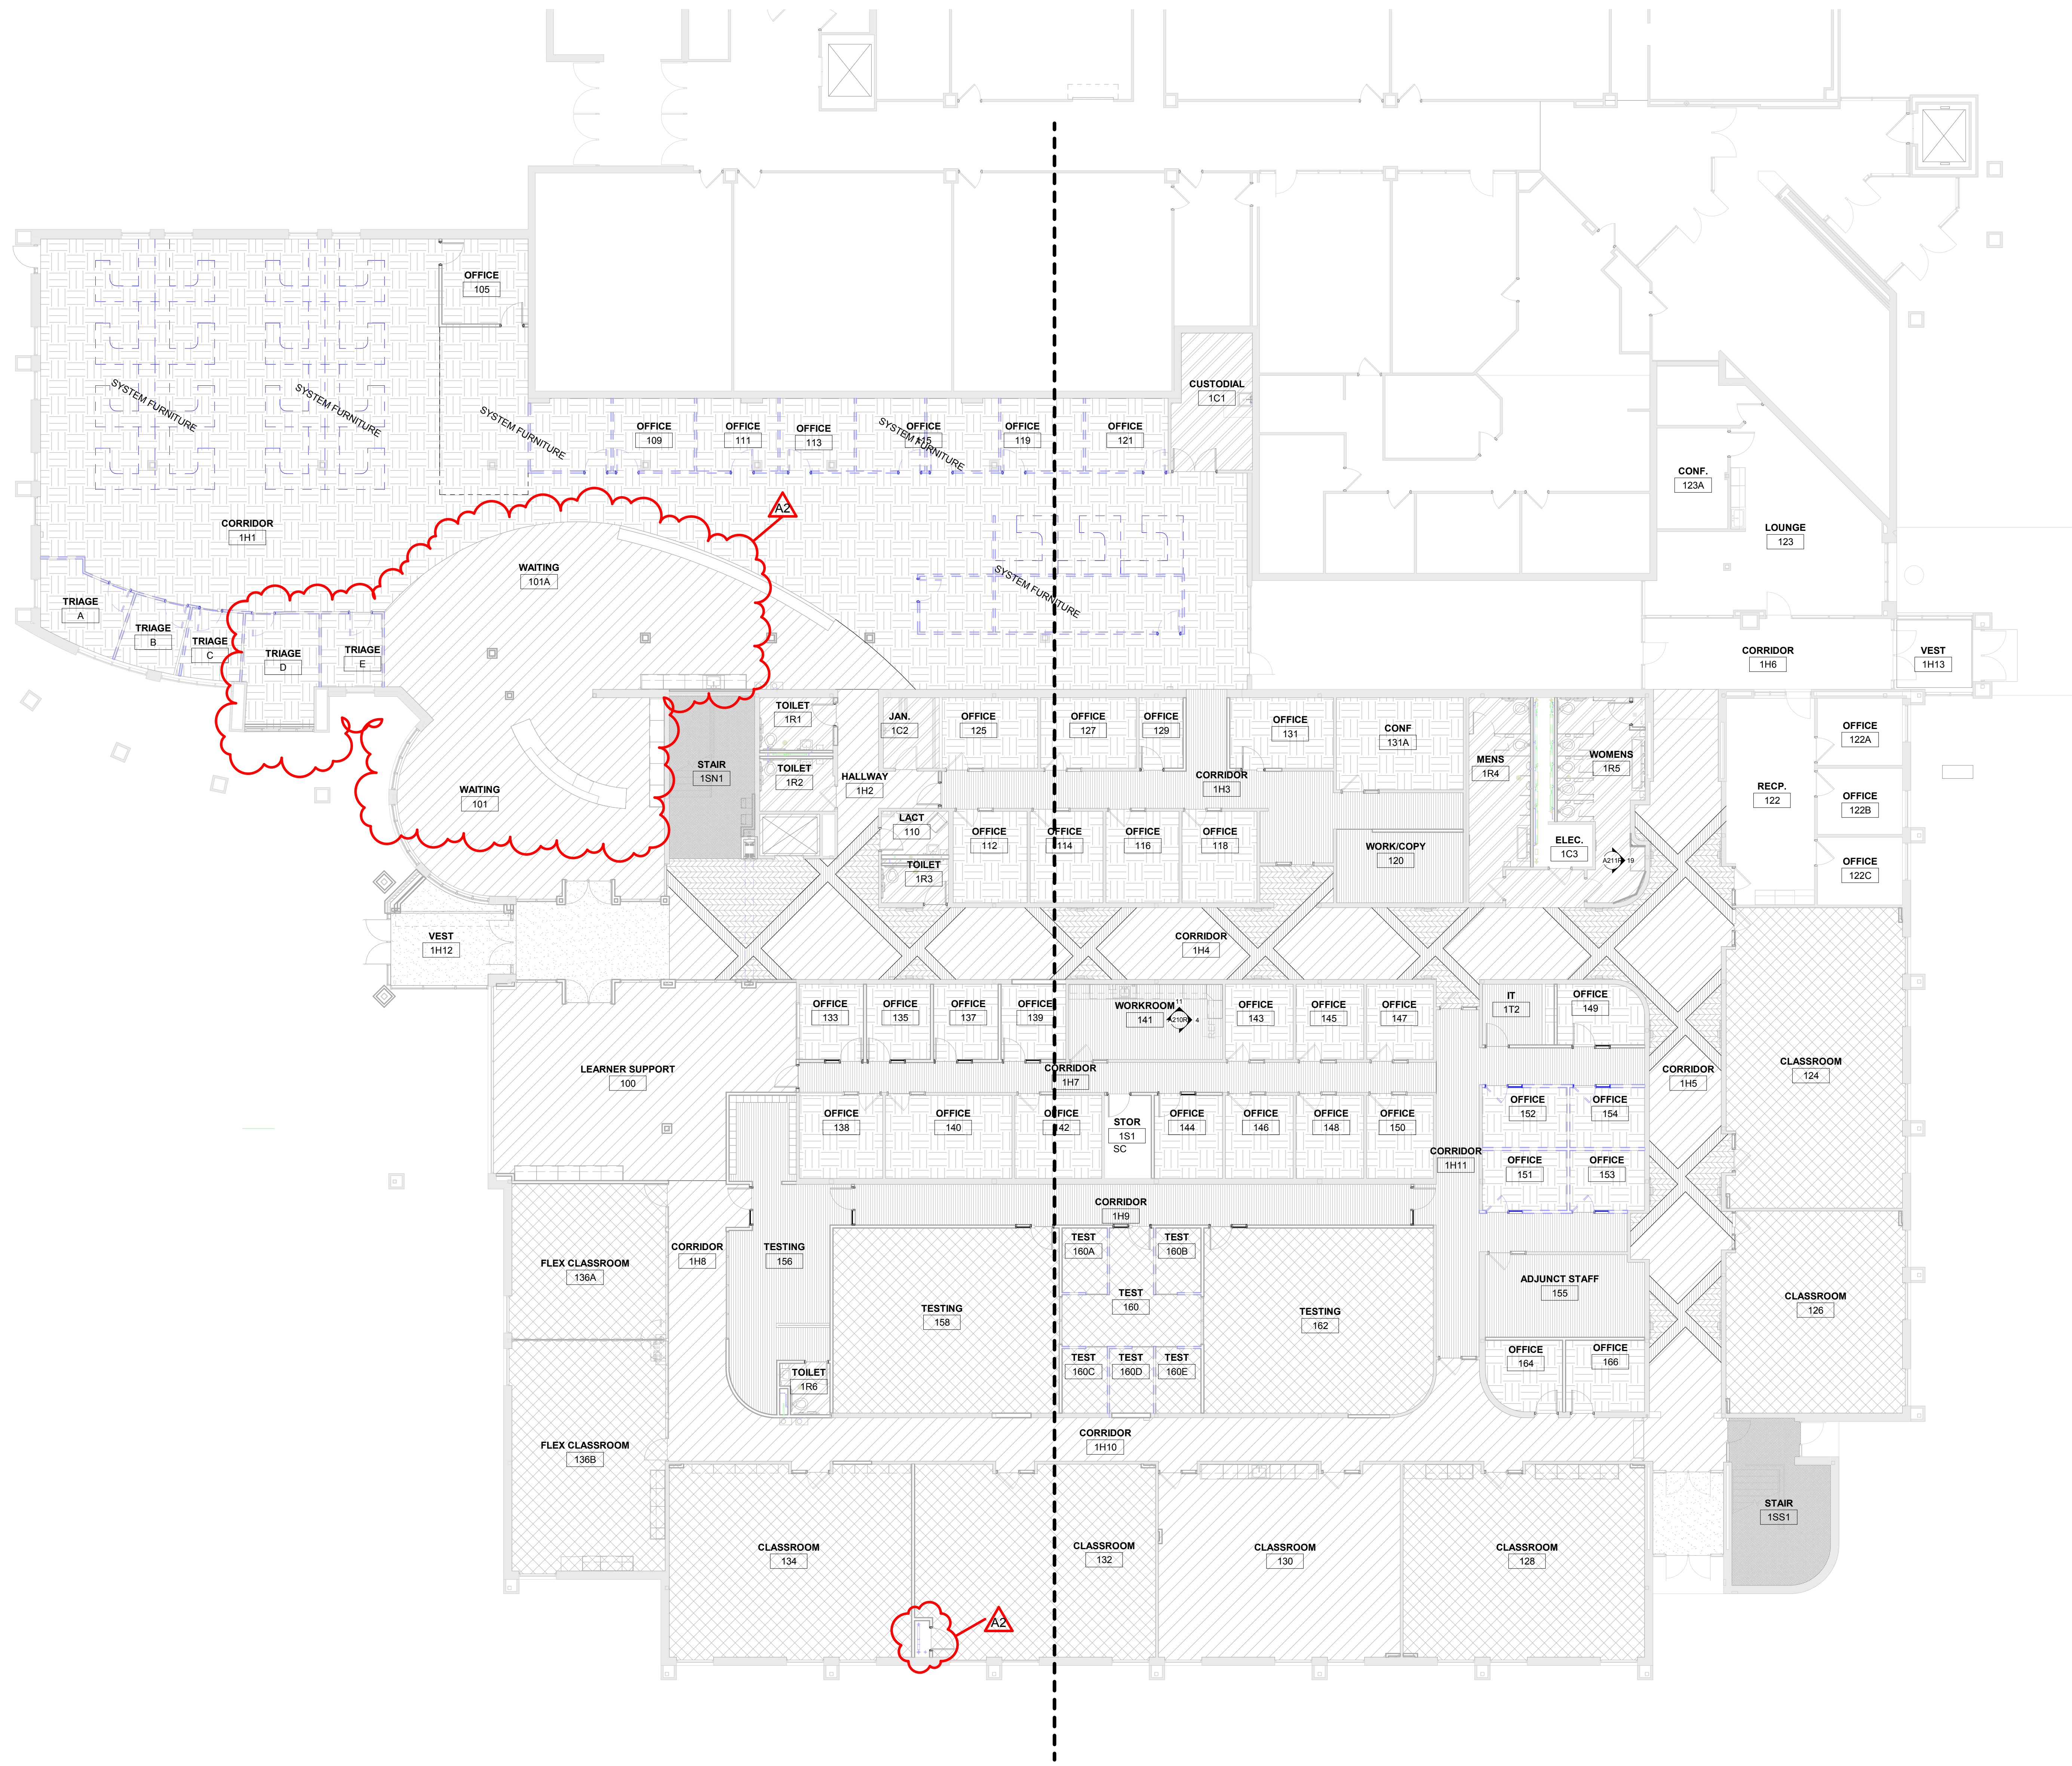 OFFICE
105
SYSTEM FURNITURE
SYSTEM FURNITURE
SYSTEM FURNITURE
SYSTEM FURNITURE
CUSTODIAL
1C1
OFFICE
109
OFFICE
111
OFFICE
113
OFFICE
115
OFFICE
119
OFFICE
121
CONF.
123A
LOUNGE
123
A2
CORRIDOR
1H1
WAITING
101A
SYSTEM FURNITURE
TRIAGE
A
TRIAGE
B
TRIAGE
C
TRIAGE
D
TRIAGE
E
CORRIDOR
1H6
VEST
1H13
TOILET
1R1
JAN.
1C2
OFFICE
125
OFFICE
127
OFFICE
129
OFFICE
131
CONF
131A
OFFICE
122A
STAIR
1SN1
TOILET
1R2
HALLWAY
1H2
CORRIDOR
1H3
MENS
1R4
WOMENS
1R5
RECP.
122
OFFICE
122B
WAITING
101
LACT
110
OFFICE
112
OFFICE
114
OFFICE
116
OFFICE
118
WORK/COPY
120
ELEC.
1C3
A211R
19
OFFICE
122C
TOILET
1R3
VEST
1H12
CORRIDOR
1H4
OFFICE
133
OFFICE
135
OFFICE
137
OFFICE
139
WORKROOM
141
11
A210R
4
OFFICE
143
OFFICE
145
OFFICE
147
IT
1T2
OFFICE
149
LEARNER SUPPORT
100
CORRIDOR
1H7
CORRIDOR
1H5
CLASSROOM
124
OFFICE
138
OFFICE
140
OFFICE
142
STOR
1S1
SC
OFFICE
144
OFFICE
146
OFFICE
148
OFFICE
150
OFFICE
152
OFFICE
154
CORRIDOR
1H11
OFFICE
151
OFFICE
153
CORRIDOR
1H9
FLEX CLASSROOM
136A
CORRIDOR
1H8
TESTING
156
TEST
160A
TEST
160B
TESTING
158
TEST
160
TESTING
162
ADJUNCT STAFF
155
CLASSROOM
126
TOILET
1R6
TEST
160C
TEST
160D
TEST
160E
OFFICE
164
OFFICE
166
FLEX CLASSROOM
136B
CORRIDOR
1H10
STAIR
1SS1
CLASSROOM
134
CLASSROOM
132
CLASSROOM
130
CLASSROOM
128
A2